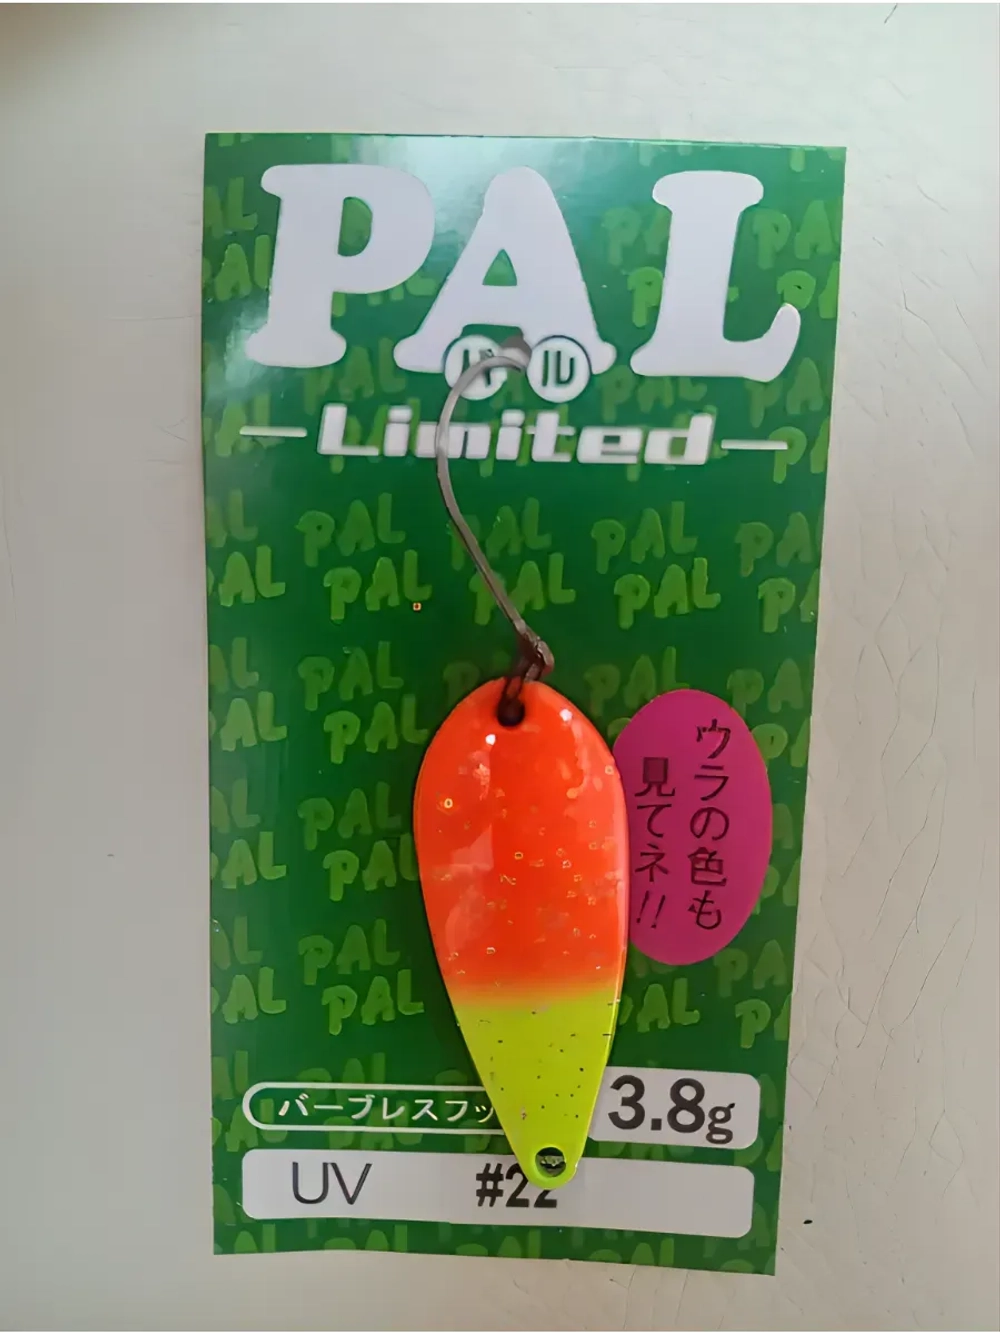 PAL
パル
Limited
ウラの色も
見てネ!!
バーブレスフッ
3.8g
UV #22